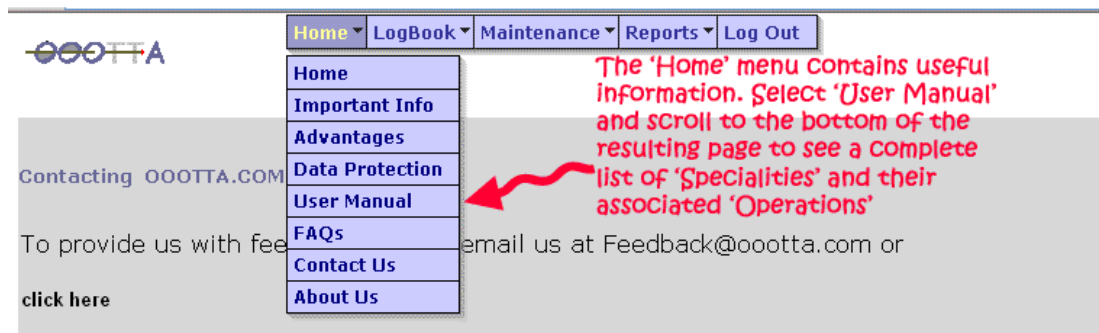 Home LogBook Maintenance Reports Log Out
OOOTTA
Home
Important Info
Advantages
Data Protection
User Manual
FAQs
Contact Us
About Us
The 'Home' menu contains useful
information. Select 'User Manual'
and scroll to the bottom of the
resulting page to see a complete
list of 'Specialities' and their
associated 'Operations'
Contacting OOOTTA.COM
To provide us with fee email us at Feedback@oootta.com or
click here